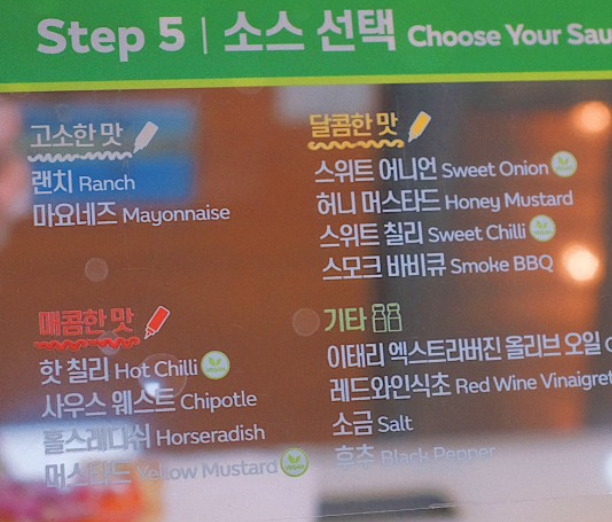 Step 5 | 소스 선택 Choose Your
고소한 맛
랜치 Ranch
마요네즈 Mayonnaise
달콤한 맛
스위트 어니언 Sweet Onion VEGAN
허니 머스타드 Honey Mustard
스위트 칠리 Sweet Chilli VEGAN
스모크 바비큐 Smoke BBQ
매콤한 맛
핫 칠리 Hot Chilli VEGAN
사우스 웨스트 Chipotle
홀스래디쉬 Horseradish
머스타드 Yellow Mustard VEGAN
기타
이태리 엑스트라버진 올리브 오일
레드와인식초 Red Wine Vinaigret
소금 Salt
후추 Black Pepper